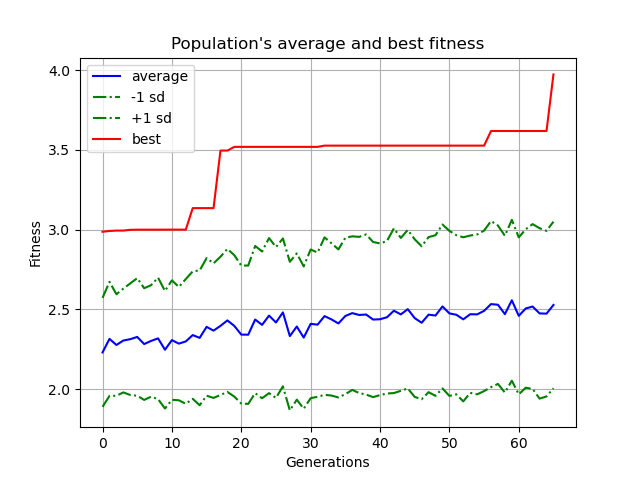 Population's average and best fitness
average
-1 sd
+1 sd
best
4.0
3.5
3.0
2.5
2.0
Fitness
0 10 20 30 40 50 60
Generations